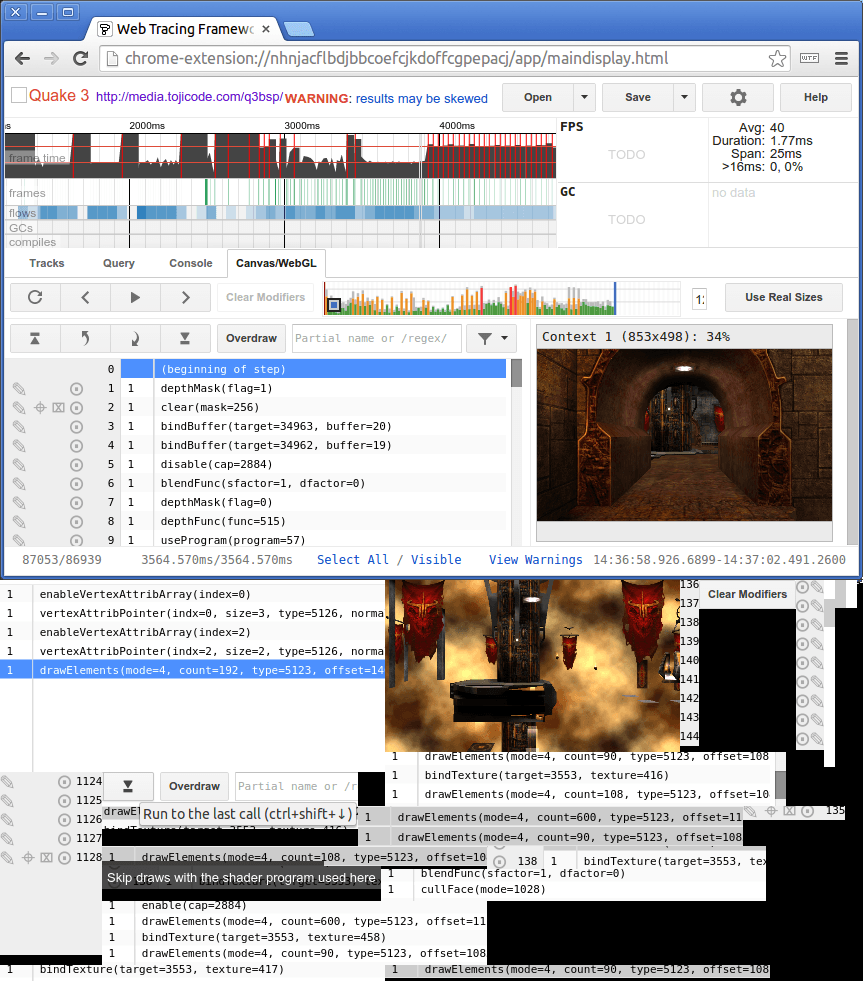 Web Tracing Framew
chrome-extension://nhnjacflbdjbbcoefcjkdoffcgpepacj/app/maindisplay.html
WTF
Quake 3 http://media.tojicode.com/q3bsp/ WARNING: results may be skewed
Open Save Help
2000ms 3000ms 4000ms
frame time
frames
flows
GCs
compiles
FPS
TODO
Avg: 40
Duration: 1.77ms
Span: 25ms
>16ms: 0, 0%
GC
TODO
no data
Tracks Query Console Canvas/WebGL
Clear Modifiers
Use Real Sizes
Overdraw Partial name or /regex/
Context 1 (853x498): 34%
0 (beginning of step)
1 1 depthMask(flag=1)
2 1 clear(mask=256)
3 1 bindBuffer(target=34963, buffer=20)
4 1 bindBuffer(target=34962, buffer=19)
5 1 disable(cap=2884)
6 1 blendFunc(sfactor=1, dfactor=0)
7 1 depthMask(flag=0)
8 1 depthFunc(func=515)
9 1 useProgram(program=57)
87053/86939 3564.570ms/3564.570ms Select All / Visible View Warnings 14:36:58.926.6899-14:37:02.491.2600
1 enableVertexAttribArray(index=0)
1 vertexAttribPointer(indx=0, size=3, type=5126, norma
1 enableVertexAttribArray(index=2)
1 vertexAttribPointer(indx=2, size=2, type=5126, norma
1 drawElements(mode=4, count=192, type=5123, offset=14
136
137
138
139
140
141
142
143
144
Clear Modifiers
1 drawElements(mode=4, count=90, type=5123, offset=108
1 bindTexture(target=3553, texture=416)
1 drawElements(mode=4, count=108, type=5123, offset=10
1124
1125
1126
1127
1128
Overdraw Partial name or /r
Run to the last call (ctrl+shift+↓)
1 drawElements(mode=4, count=600, type=5123, offset=11
135
1 drawElements(mode=4, count=90, type=5123, offset=108
1 drawElements(mode=4, count=108, type=5123, offset=10
138 1 bindTexture(target=3553, tex
Skip draws with the shader program used here
1 blendFunc(sfactor=1, dfactor=0)
1 cullFace(mode=1028)
1 enable(cap=2884)
1 drawElements(mode=4, count=600, type=5123, offset=11
1 bindTexture(target=3553, texture=458)
1 drawElements(mode=4, count=90, type=5123, offset=108
1 bindTexture(target=3553, texture=417)
1 drawElements(mode=4, count=90, type=5123, offset=108